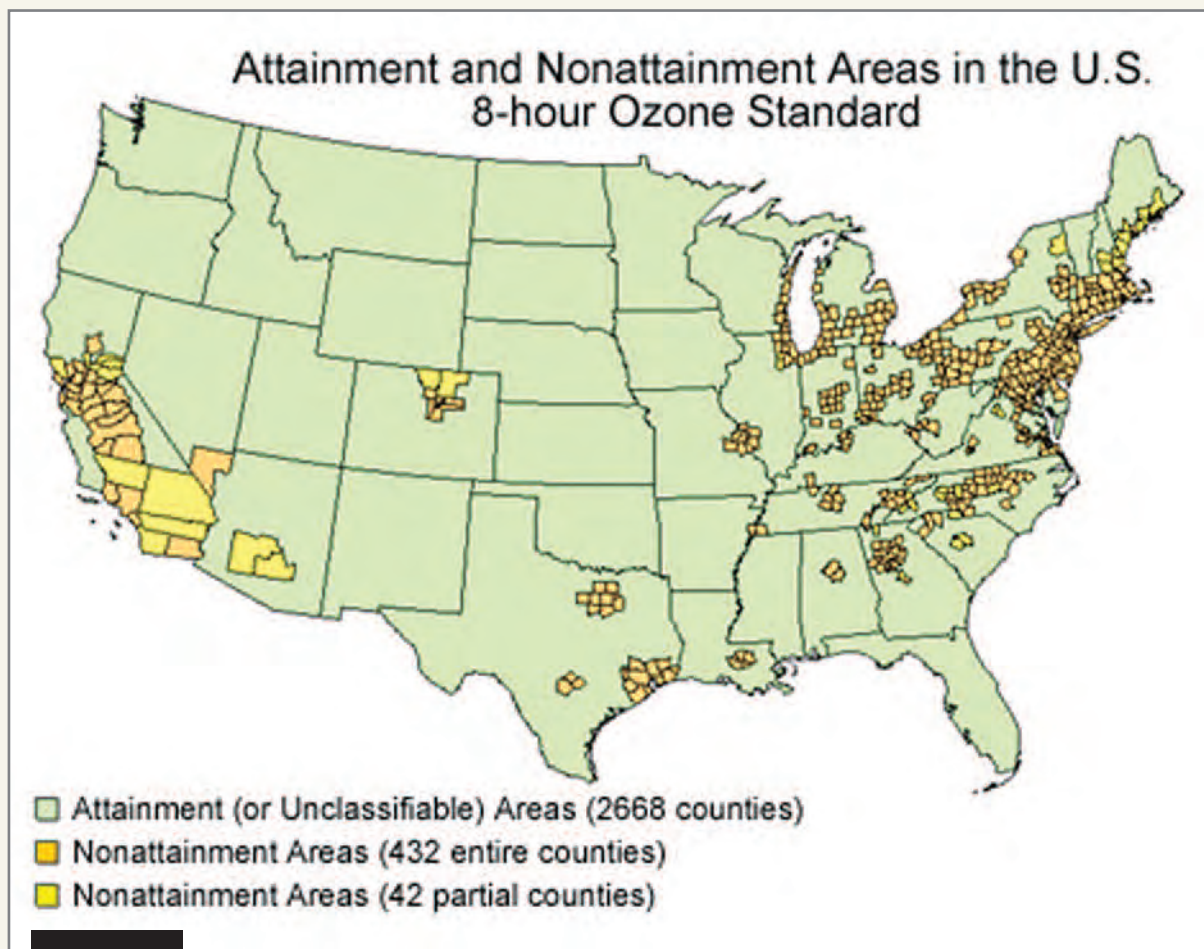 Attainment and Nonattainment Areas in the U.S.
8-hour Ozone Standard
Attainment (or Unclassifiable) Areas (2668 counties)
Nonattainment Areas (432 entire counties)
Nonattainment Areas (42 partial counties)